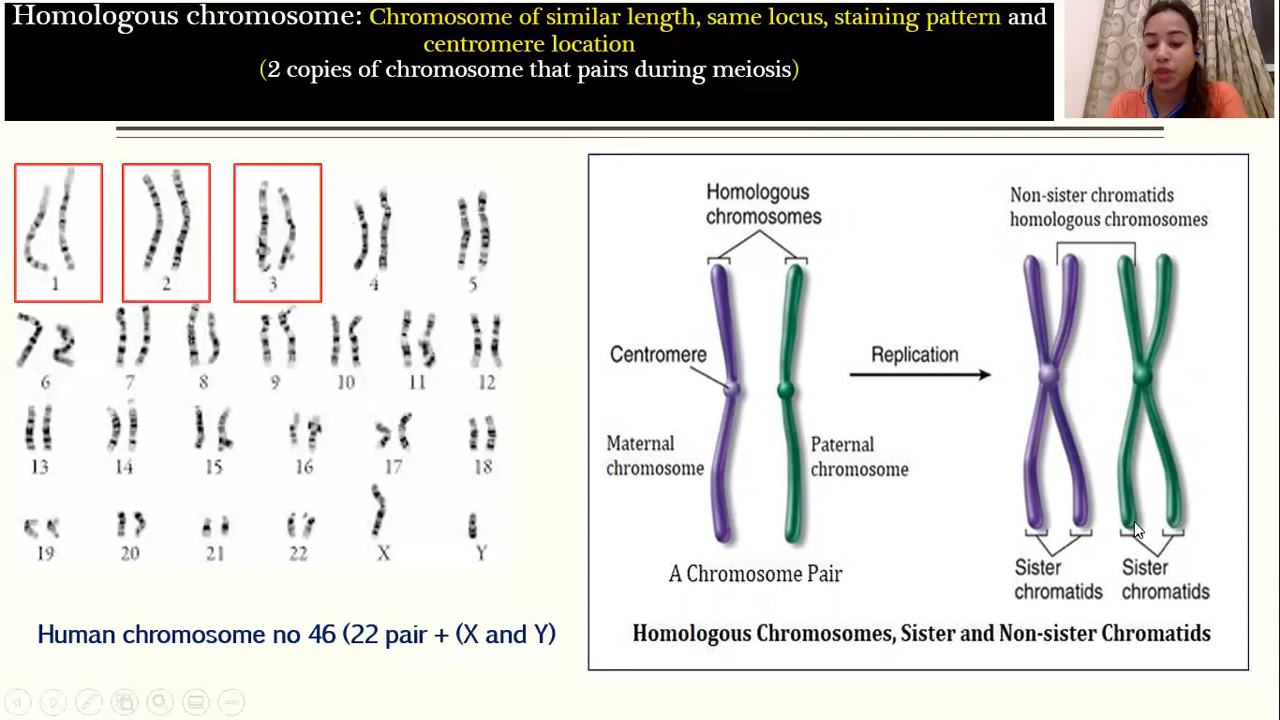 Homologous chromosome: Chromosome of similar length, same locus, staining pattern and
centromere location
(2 copies of chromosome that pairs during meiosis)
1
2
3
4
5
6
7
8
9
10
11
12
13
14
15
16
17
18
19
20
21
22
X
Y
Human chromosome no 46 (22 pair + (X and Y)
Homologous
chromosomes
Centromere
Maternal
chromosome
Paternal
chromosome
A Chromosome Pair
Replication
Non-sister chromatids
homologous chromosomes
Sister
chromatids
Sister
chromatids
Homologous Chromosomes, Sister and Non-sister Chromatids